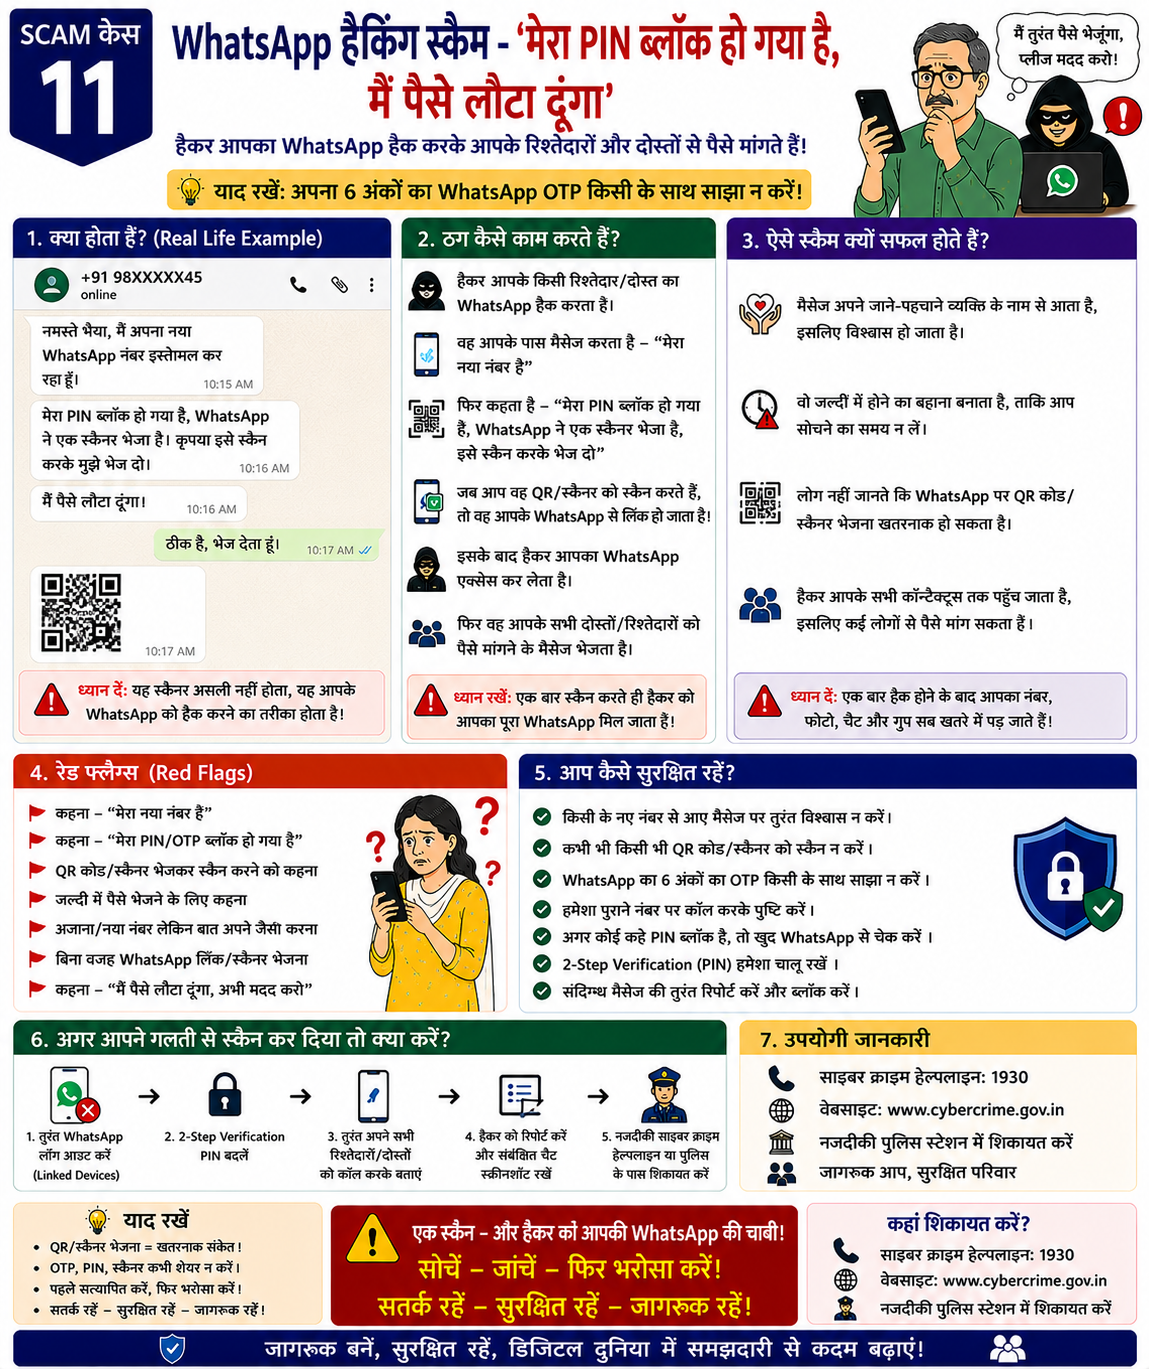 SCAM केस
11
WhatsApp हैकिंग स्कैम - ‘मेरा PIN ब्लॉक हो गया है,
मैं पैसे लौटा दूंगा’
हैकर आपका WhatsApp हैक करके आपके रिश्तेदारों और दोस्तों से पैसे मांगते हैं!
याद रखें: अपना 6 अंकों का WhatsApp OTP किसी के साथ साझा न करें!
मैं तुरंत पैसे भेजूंगा,
प्लीज मदद करो!
1. क्या होता हैं? (Real Life Example)
+91 98XXXXX45
online
नमस्ते भैया, मैं अपना नया
WhatsApp नंबर इस्तेामल कर
रहा हूँ।
10:15 AM
मेरा PIN ब्लॉक हो गया है, WhatsApp
ने एक स्कैनर भेजा है। कृपया इसे स्कैन
करके मुझे भेज दो।
10:16 AM
मैं पैसे लौटा दूंगा!
10:16 AM
ठीक है, भेज देता हूं।
10:17 AM
10:17 AM
ध्यान दें: यह स्कैनर असली नहीं होता, यह आपके
WhatsApp को हैक करने का तरीका होता है!
2. ठग कैसे काम करते हैं?
हैकर आपके किसी रिश्तेदार/दोस्त का
WhatsApp हैक करता हैं।
वह आपके पास मैसेज करता है – “मेरा
नया नंबर है”
फिर कहता है – “मेरा PIN ब्लॉक हो गया
है, WhatsApp ने एक स्कैनर भेजा है,
इसे स्कैन करके भेज दो”
जब आप वह QR/स्कैनर को स्कैन करते हैं,
तो वह आपके WhatsApp से लिंक हो जाता है!
इसके बाद हैकर आपका WhatsApp
एक्सेस कर लेता है।
फिर वह आपके सभी दोस्तों/रिश्तेदारों को
पैसे मांगने के मैसेज भेजता है।
ध्यान रखें: एक बार स्कैन करते ही हैकर को
आपका पूरा WhatsApp मिल जाता हैं!
3. ऐसे स्कैम क्यों सफल होते हैं?
मैसेज अपने जाने-पहचाने व्यक्ति के नाम से आता है,
इसलिए विश्वास हो जाता है।
वो जल्दीं में होने का बहाना बनाता है, ताकि आप
सोचने का समय न लें।
लोग नहीं जानते कि WhatsApp पर QR कोड/
स्कैनर भेजना खतरनाक हो सकता है।
हैकर आपके सभी कॉन्टैक्ट्स तक पहुँच जाता है,
इसलिए कई लोगों से पैसे मांग सकता हैं।
ध्यान दें: एक बार हैक होने के बाद आपका नंबर,
फोटो, चैट और गुप सब खतरे में पड़ जाते हैं!
4. रेड फ्लैग्स (Red Flags)
कहना – “मेरा नया नंबर हैं”
कहना – “मेरा PIN/OTP ब्लॉक हो गया है”
QR कोड/स्कैनर भेजकर स्कैन करने को कहना
जल्दी में पैसे भेजने के लिए कहना
अजाना/नया नंबर लेकिन बात अपने जैसी करना
बिना वजह WhatsApp लिंक/स्कैनर भेजना
कहना – “मैं पैसे लौटा दूंगा, अभी मदद करो”
? ? ?
5. आप कैसे सुरक्षित रहें?
किसी के नए नंबर से आए मैसेज पर तुरंत विश्वास न करें।
कभी भी किसी भी QR कोड/स्कैनर को स्कैन न करें।
WhatsApp का 6 अंकों का OTP किसी के साथ साझा न करें।
हमेशा पुराने नंबर पर कॉल करके पुष्टि करें।
अगर कोई कहे PIN ब्लॉक है, तो खुद WhatsApp से चेक करें।
2-Step Verification (PIN) हमेशा चालू रखें।
संदिग्ध मैसेज की तुरंत रिपोर्ट करें और ब्लॉक करें।
6. अगर आपने गलती से स्कैन कर दिया तो क्या करें?
1. तुरंत WhatsApp
लॉग आउट करें
(Linked Devices)
2. 2-Step Verification
PIN बदलें
3. तुरंत अपने सभी
रिश्तेदारों/दोस्तों
को कॉल करके बताएं
4. हैकर को रिपोर्ट करें
और संबंधित चैट
स्क्रीनशॉट रखें
5. नजदीकी साइबर क्राइम
हेल्पलाइन या पुलिस
के पास शिकायत करें
7. उपयोगी जानकारी
साइबर क्राइम हेल्पलाइन: 1930
वेबसाइट: www.cybercrime.gov.in
नजदीकी पुलिस स्टेशन में शिकायत करें
जागरूक आप, सुरक्षित परिवार
याद रखें
• QR/स्कैनर भेजना = खतरनाक संकेत!
• OTP, PIN, स्कैनर कभी शेयर न करें।
• पहले सत्यापित करें, फिर भरोसा करें!
• सतर्क रहें – सुरक्षित रहें – जागरूक रहें!
एक स्कैन – और हैकर को आपकी WhatsApp की चाबी!
सोचें – जांचें – फिर भरोसा करें!
सतर्क रहें – सुरक्षित रहें – जागरूक रहें!
कहां शिकायत करें?
साइबर क्राइम हेल्पलाइन: 1930
वेबसाइट: www.cybercrime.gov.in
नजदीकी पुलिस स्टेशन में शिकायत करें
जागरूक बनें, सुरक्षित रहें, डिजिटल दुनिया में समझदारी से कदम बढ़ाएं!